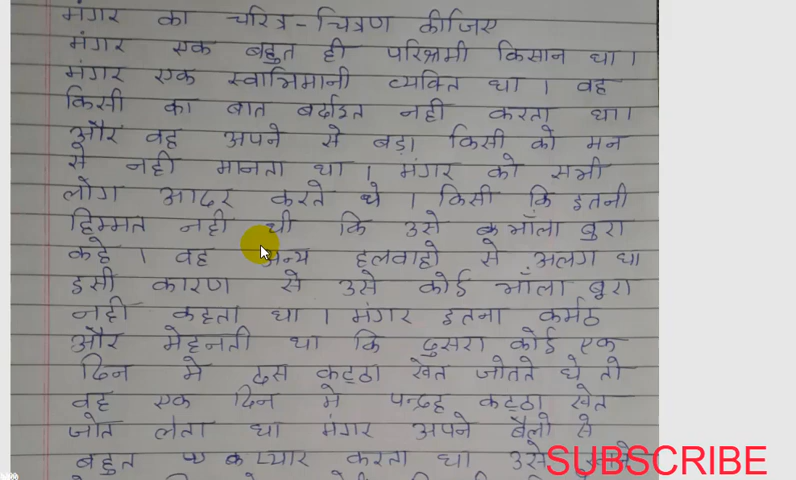 मंगर का चरित्र-चित्रण कीजिए
मंगर एक बहुत ही परिश्रमी किसान था।
मंगर एक स्वाभिमानी व्यक्ति था। वह
किसी का बात बर्दाश्त नही करता था।
और वह अपने से बड़ा किसी को मन
से नही मानता था। मंगर को सभी
लोग आदर करते थे। किसी कि इतनी
हिम्मत नही थी कि उसे भाँला बुरा
कहे। वह अन्य हलवाहो से अलग था
इसी कारण से उसे कोई भाँला बुरा
नही कहता था। मंगर इतना कर्मठ
और मेहनती था कि दुसरा कोई एक
दिन मे दस कट्ठा खेत जोतते थे तो
वह एक दिन मे पन्द्रह कट्ठा खेत
जोत लेता था मंगर अपने बैलो से
बहुत प्यार करता था उसे
SUBSCRIBE